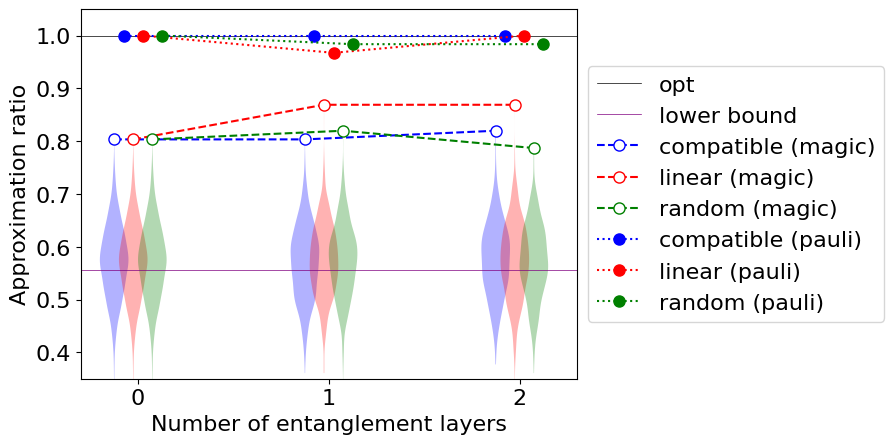 Approximation ratio
1.0
0.9
0.8
0.7
0.6
0.5
0.4
0
1
2
Number of entanglement layers
opt
lower bound
compatible (magic)
linear (magic)
random (magic)
compatible (pauli)
linear (pauli)
random (pauli)